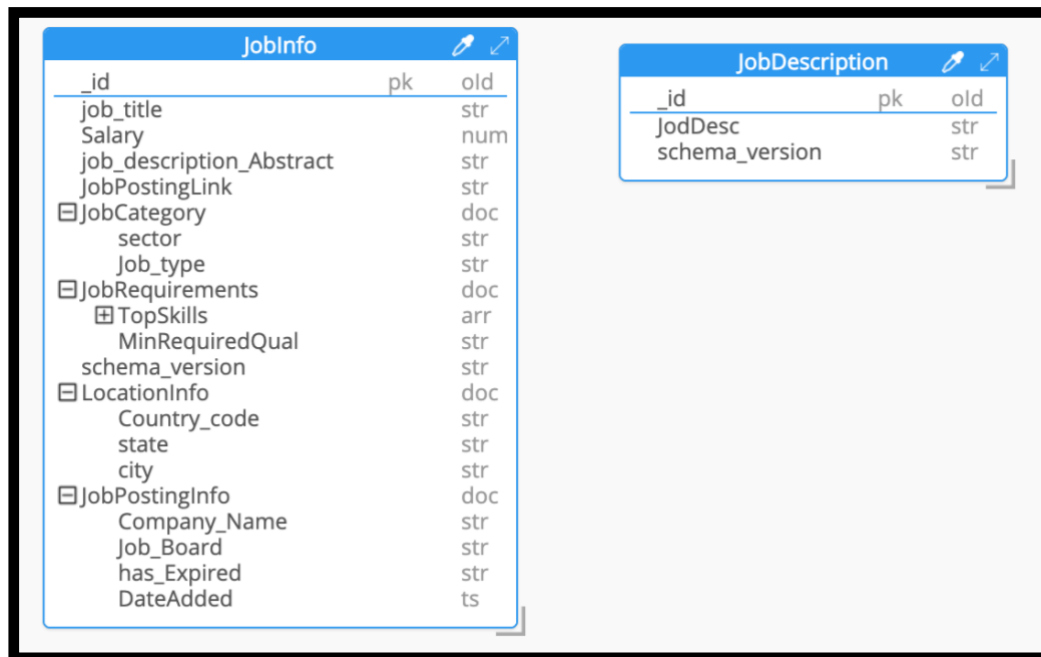 JobInfo
_id pk old
job_title str
Salary num
job_description_Abstract str
JobPostingLink str
JobCategory doc
sector str
Job_type str
JobRequirements doc
TopSkills arr
MinRequiredQual str
schema_version str
LocationInfo doc
Country_code str
state str
city str
JobPostingInfo doc
Company_Name str
Job_Board str
has_Expired str
DateAdded ts
JobDescription
_id pk old
JodDesc str
schema_version str